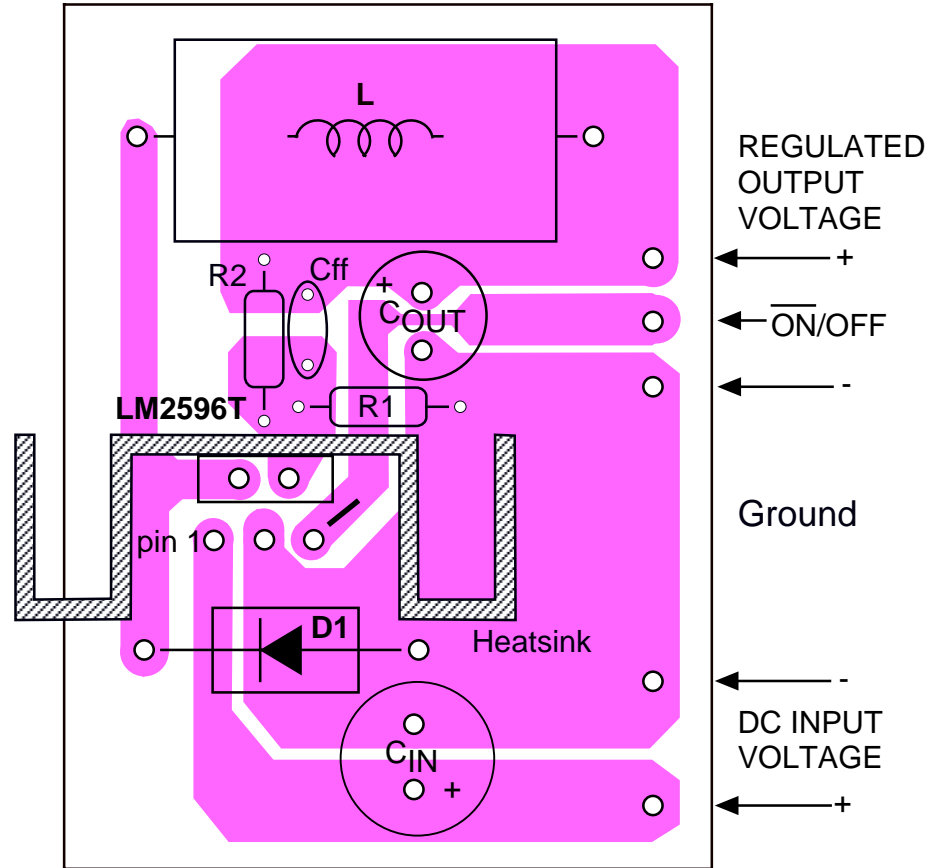 L
REGULATED
OUTPUT
VOLTAGE
+
R2
Cff
+
COUT
ON/OFF
-
LM2596T
R1
Ground
pin 1
D1
Heatsink
-
DC INPUT
VOLTAGE
CIN
+
+